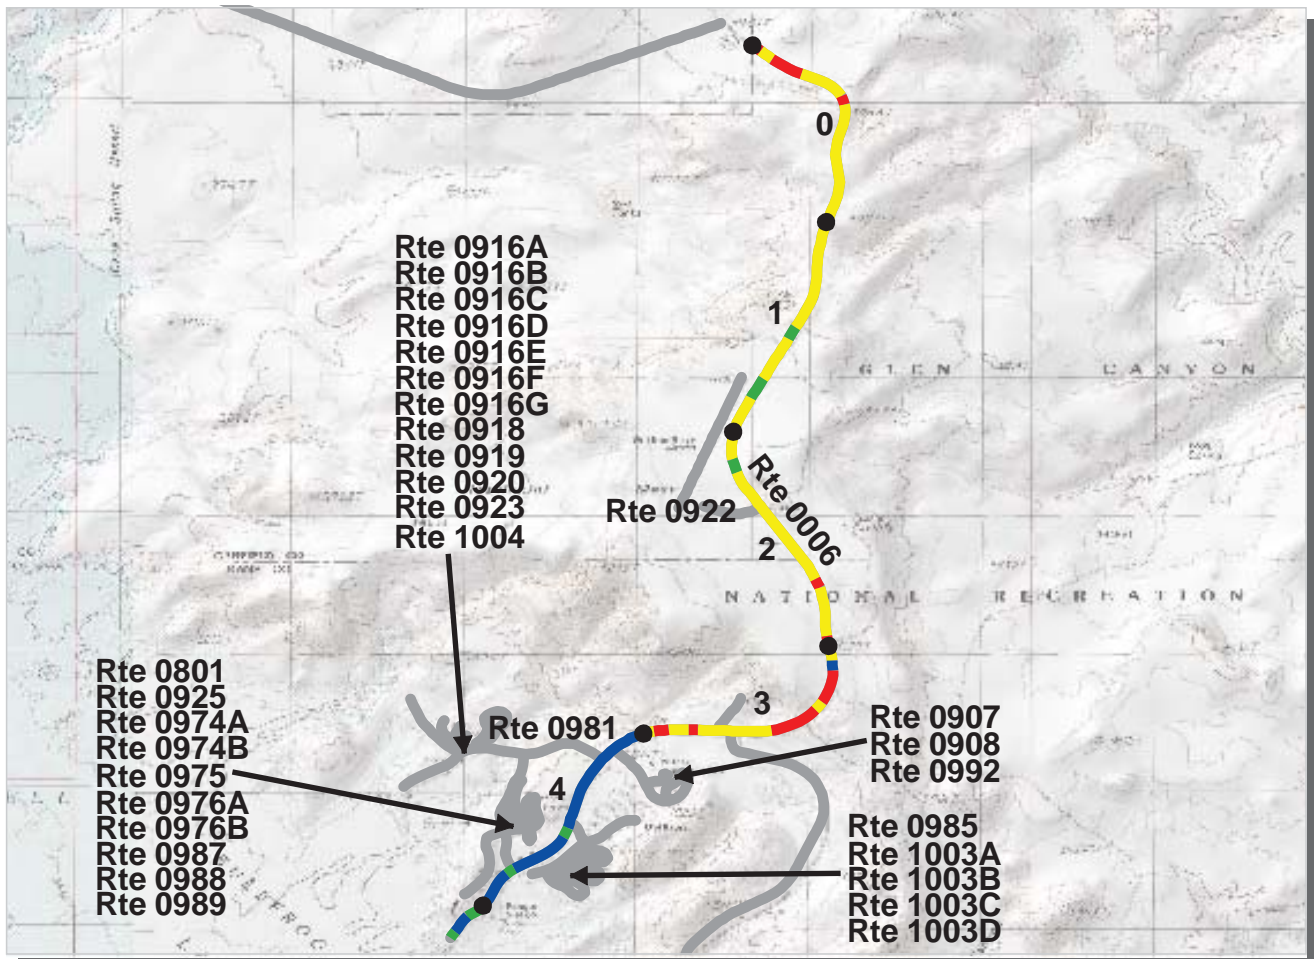 0
Rte 0916A
Rte 0916B
Rte 0916C
Rte 0916D
Rte 0916E
Rte 0916F
Rte 0916G
Rte 0918
Rte 0919
Rte 0920
Rte 0923
Rte 1004
1
GLEN CANYON
Rte 0922
Rte 0006
2
NATIONAL RECREATION
Rte 0801
Rte 0925
Rte 0974A
Rte 0974B
Rte 0975
Rte 0976A
Rte 0976B
Rte 0987
Rte 0988
Rte 0989
Rte 0981
3
4
Rte 0907
Rte 0908
Rte 0992
Rte 0985
Rte 1003A
Rte 1003B
Rte 1003C
Rte 1003D